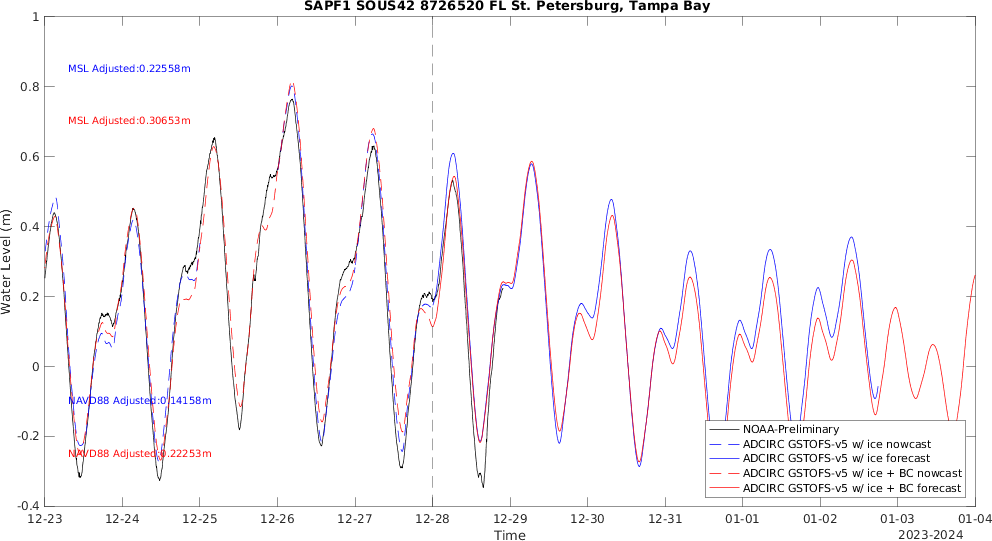 SAPF1 SOUS42 8726520 FL St. Petersburg, Tampa Bay
MSL Adjusted:0.22558m
MSL Adjusted:0.30653m
NAVD88 Adjusted:0.14158m
NAVD88 Adjusted:0.22253m
Water Level (m)
1
0.8
0.6
0.4
0.2
0
-0.2
-0.4
NOAA-Preliminary
ADCIRC GSTOFS-v5 w/ ice nowcast
ADCIRC GSTOFS-v5 w/ ice forecast
ADCIRC GSTOFS-v5 w/ ice + BC nowcast
ADCIRC GSTOFS-v5 w/ ice + BC forecast
12-23 12-24 12-25 12-26 12-27 12-28 12-29 12-30 12-31 01-01 01-02 01-03 01-04
Time
2023-2024